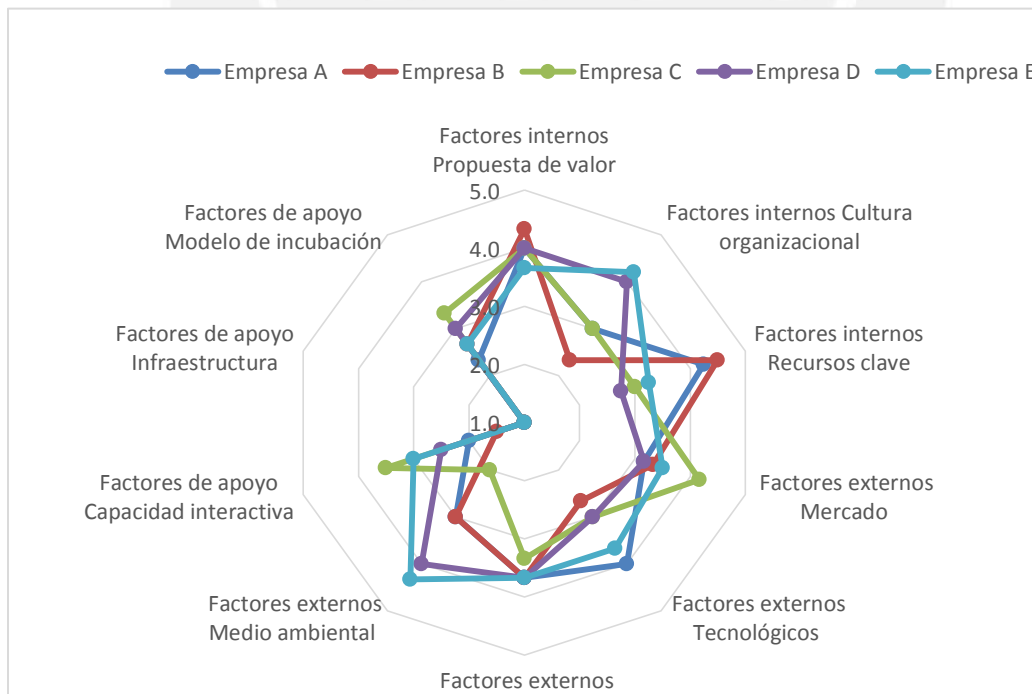 Empresa A Empresa B Empresa C Empresa D Empresa E
Factores internos
Propuesta de valor
Factores internos Cultura
organizacional
Factores internos
Recursos clave
Factores externos
Mercado
Factores externos
Tecnológicos
Factores externos
Factores externos
Medio ambiental
Factores de apoyo
Capacidad interactiva
Factores de apoyo
Infraestructura
Factores de apoyo
Modelo de incubación
5.0
4.0
3.0
2.0
1.0